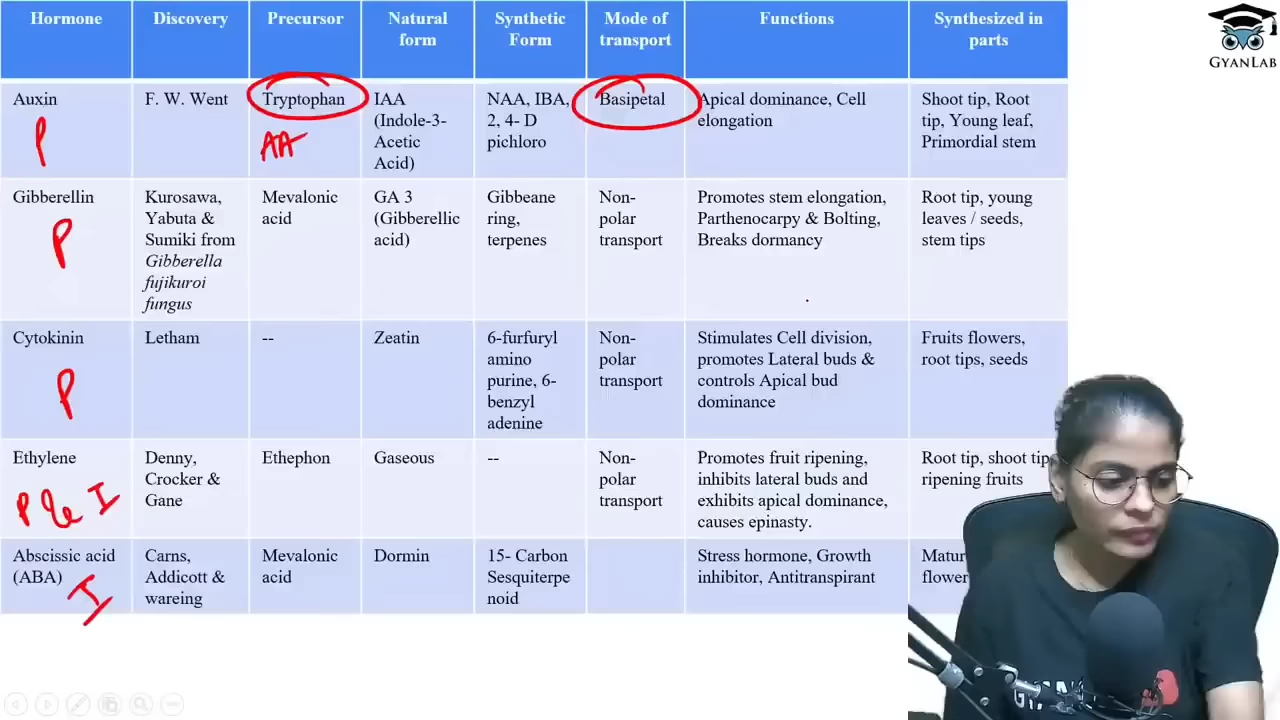 Hormone
Discovery
Precursor
Natural
form
Synthetic
Form
Mode of
transport
Functions
Synthesized in
parts
GYANLAB
Auxin
P
F. W. Went
Tryptophan
AA
IAA
(Indole-3-
Acetic
Acid)
NAA, IBA,
2, 4- D
pichloro
Basipetal
Apical dominance, Cell
elongation
Shoot tip, Root
tip, Young leaf,
Primordial stem
Gibberellin
P
Kurosawa,
Yabuta &
Sumiki from
Gibberella
fujikuroi
fungus
Mevalonic
acid
GA 3
(Gibberellic
acid)
Gibbeane
ring,
terpenes
Non-
polar
transport
Promotes stem elongation,
Parthenocarpy & Bolting,
Breaks dormancy
Root tip, young
leaves / seeds,
stem tips
Cytokinin
P
Letham
--
Zeatin
6-furfuryl
amino
purine, 6-
benzyl
adenine
Non-
polar
transport
Stimulates Cell division,
promotes Lateral buds &
controls Apical bud
dominance
Fruits flowers,
root tips, seeds
Ethylene
P & I
Denny,
Crocker &
Gane
Ethephon
Gaseous
--
Non-
polar
transport
Promotes fruit ripening,
inhibits lateral buds and
exhibits apical dominance,
causes epinasty.
Root tip, shoot tip
ripening fruits
Abscissic acid
(ABA)
I
Carns,
Addicott &
wareing
Mevalonic
acid
Dormin
15- Carbon
Sesquiterpe
noid
Stress hormone, Growth
inhibitor, Antitranspirant
Matur
flower